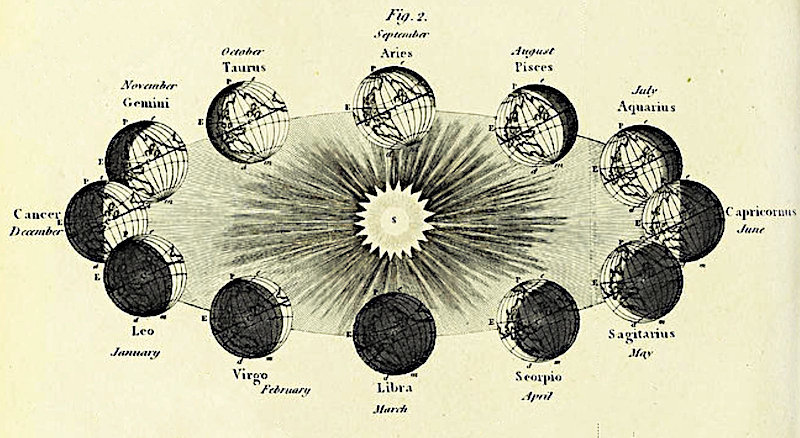 Fig. 2.
September
Aries
October
Taurus
August
Pisces
November
Gemini
July
Aquarius
Cancer
December
Capricornus
June
S
Leo
January
Virgo
February
Libra
March
Scorpio
April
Sagitarius
May